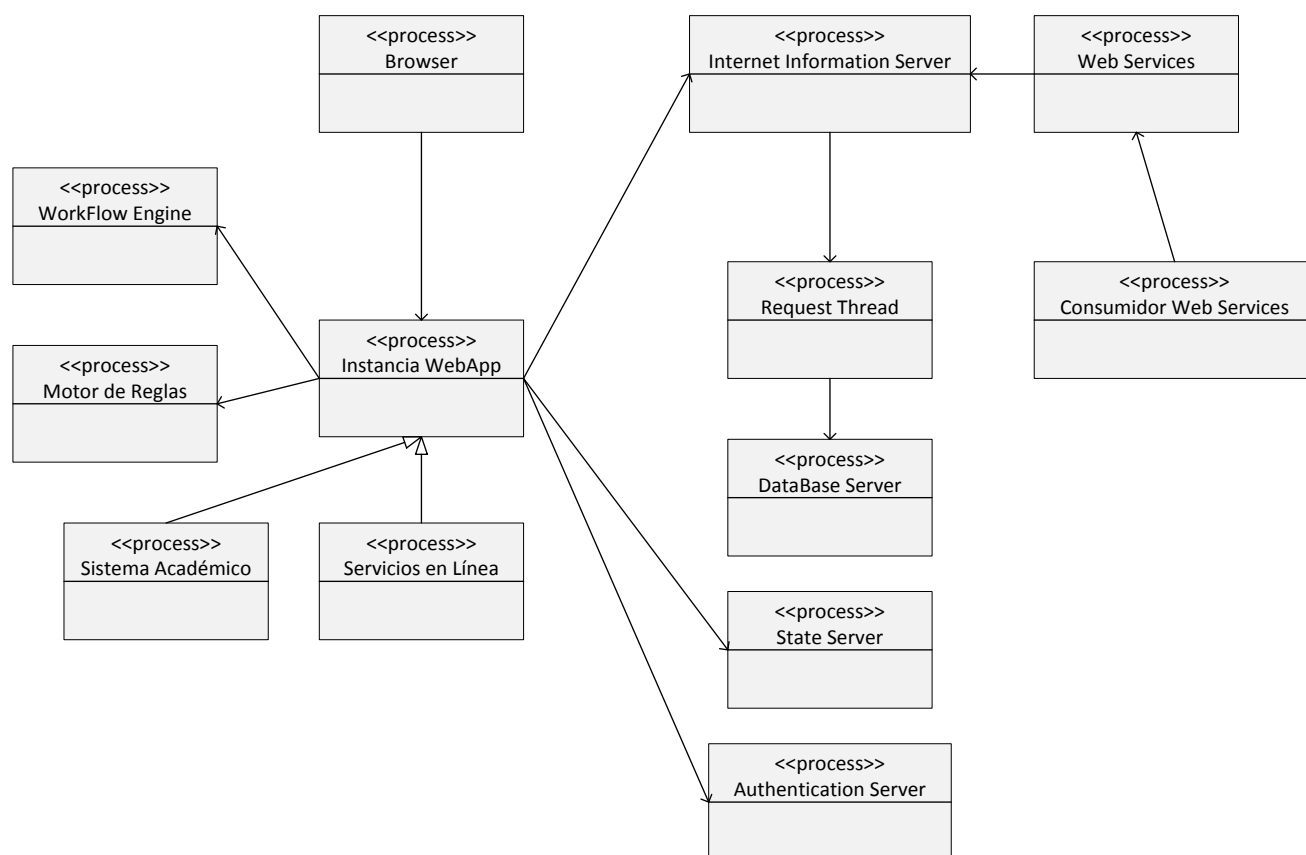 <<process>>
Browser
<<process>>
Internet Information Server
<<process>>
Web Services
<<process>>
WorkFlow Engine
<<process>>
Request Thread
<<process>>
Consumidor Web Services
<<process>>
Instancia WebApp
<<process>>
Motor de Reglas
<<process>>
DataBase Server
<<process>>
Sistema Académico
<<process>>
Servicios en Línea
<<process>>
State Server
<<process>>
Authentication Server